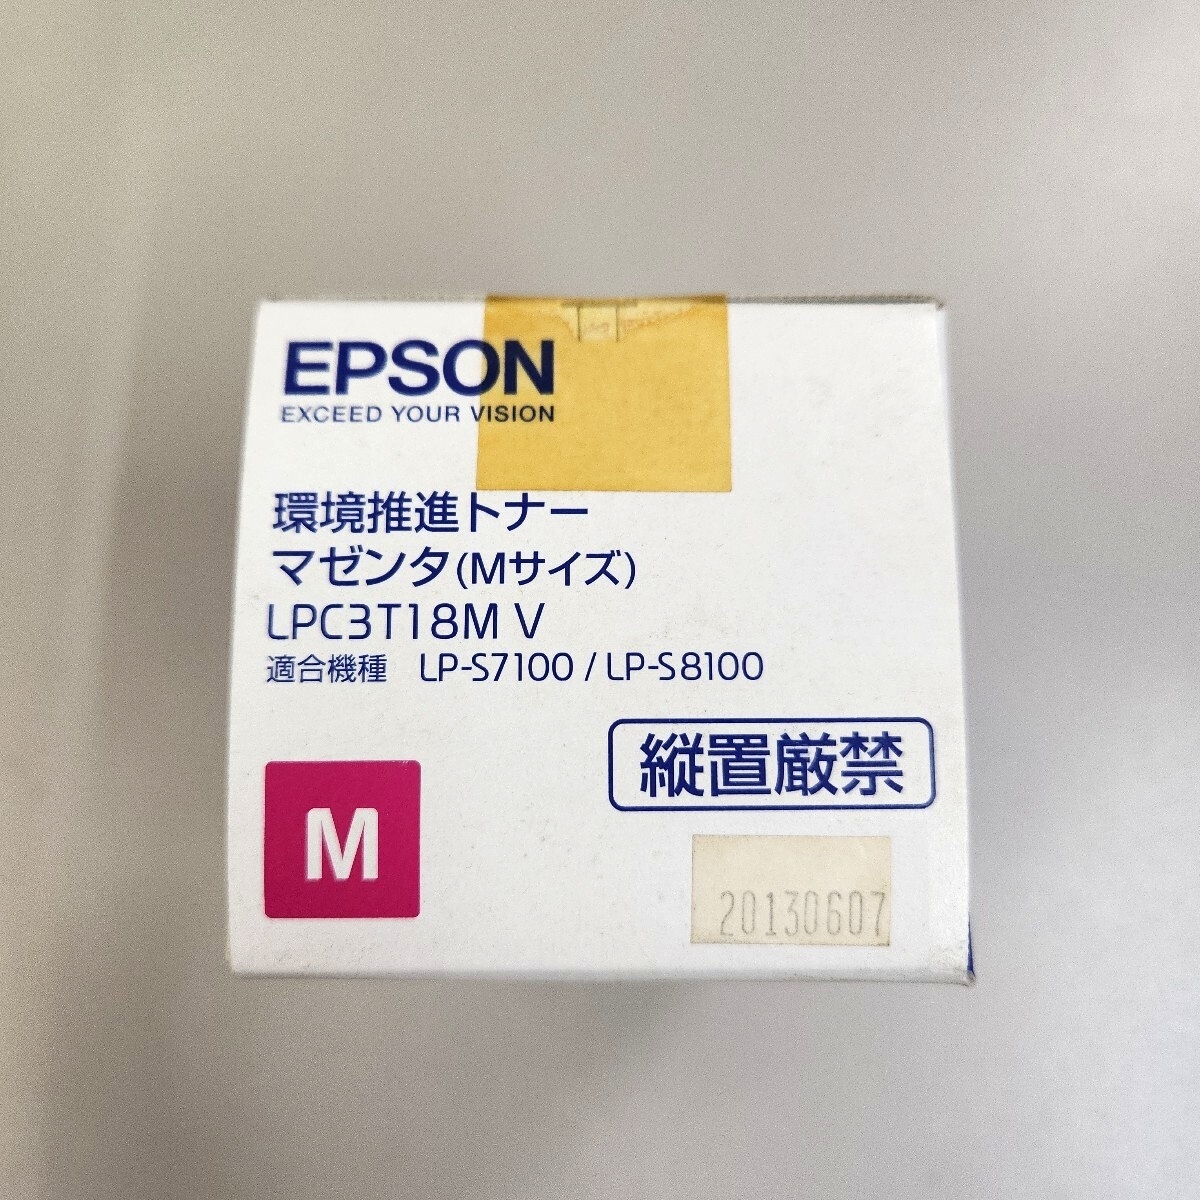 EPSON
EXCEED YOUR VISION
環境推進トナー
マゼンタ(Mサイズ)
LPC3T18M V
適合機種 LP-S7100 / LP-S8100
縦置厳禁
M
20130607